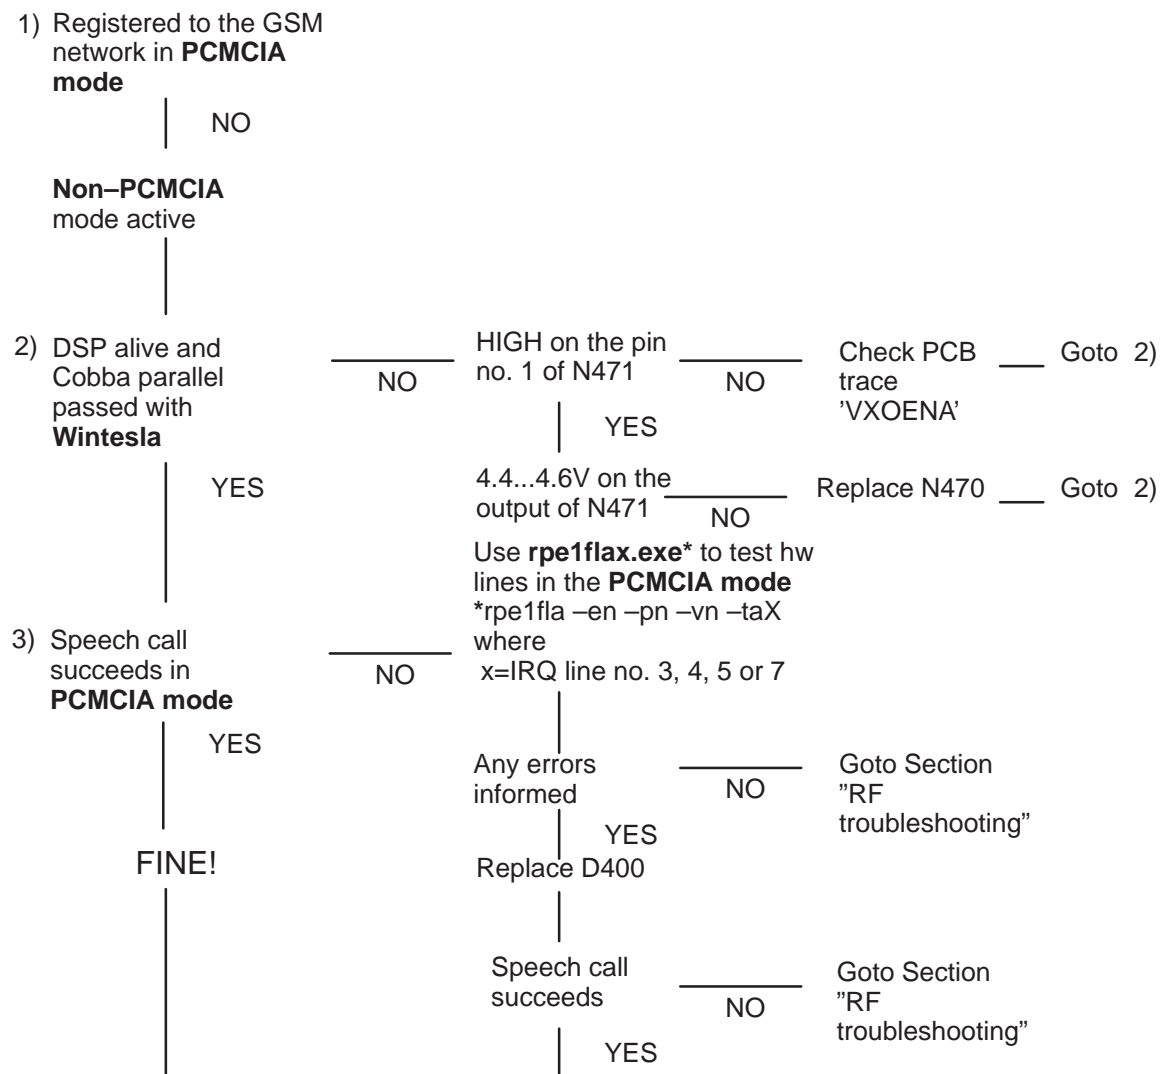 1) Registered to the GSM
network in PCMCIA
mode
NO
Non–PCMCIA
mode active
2) DSP alive and
Cobba parallel
passed with
Wintesla
NO
HIGH on the pin
no. 1 of N471
NO
Check PCB
trace
’VXOENA’
Goto 2)
YES
YES
4.4...4.6V on the
output of N471
NO
Replace N470
Goto 2)
Use rpe1flax.exe* to test hw
lines in the PCMCIA mode
*rpe1fla –en –pn –vn –taX
where
x=IRQ line no. 3, 4, 5 or 7
3) Speech call
succeeds in
PCMCIA mode
NO
YES
Any errors
informed
NO
Goto Section
”RF
troubleshooting”
YES
FINE!
Replace D400
Speech call
succeeds
NO
Goto Section
”RF
troubleshooting”
YES